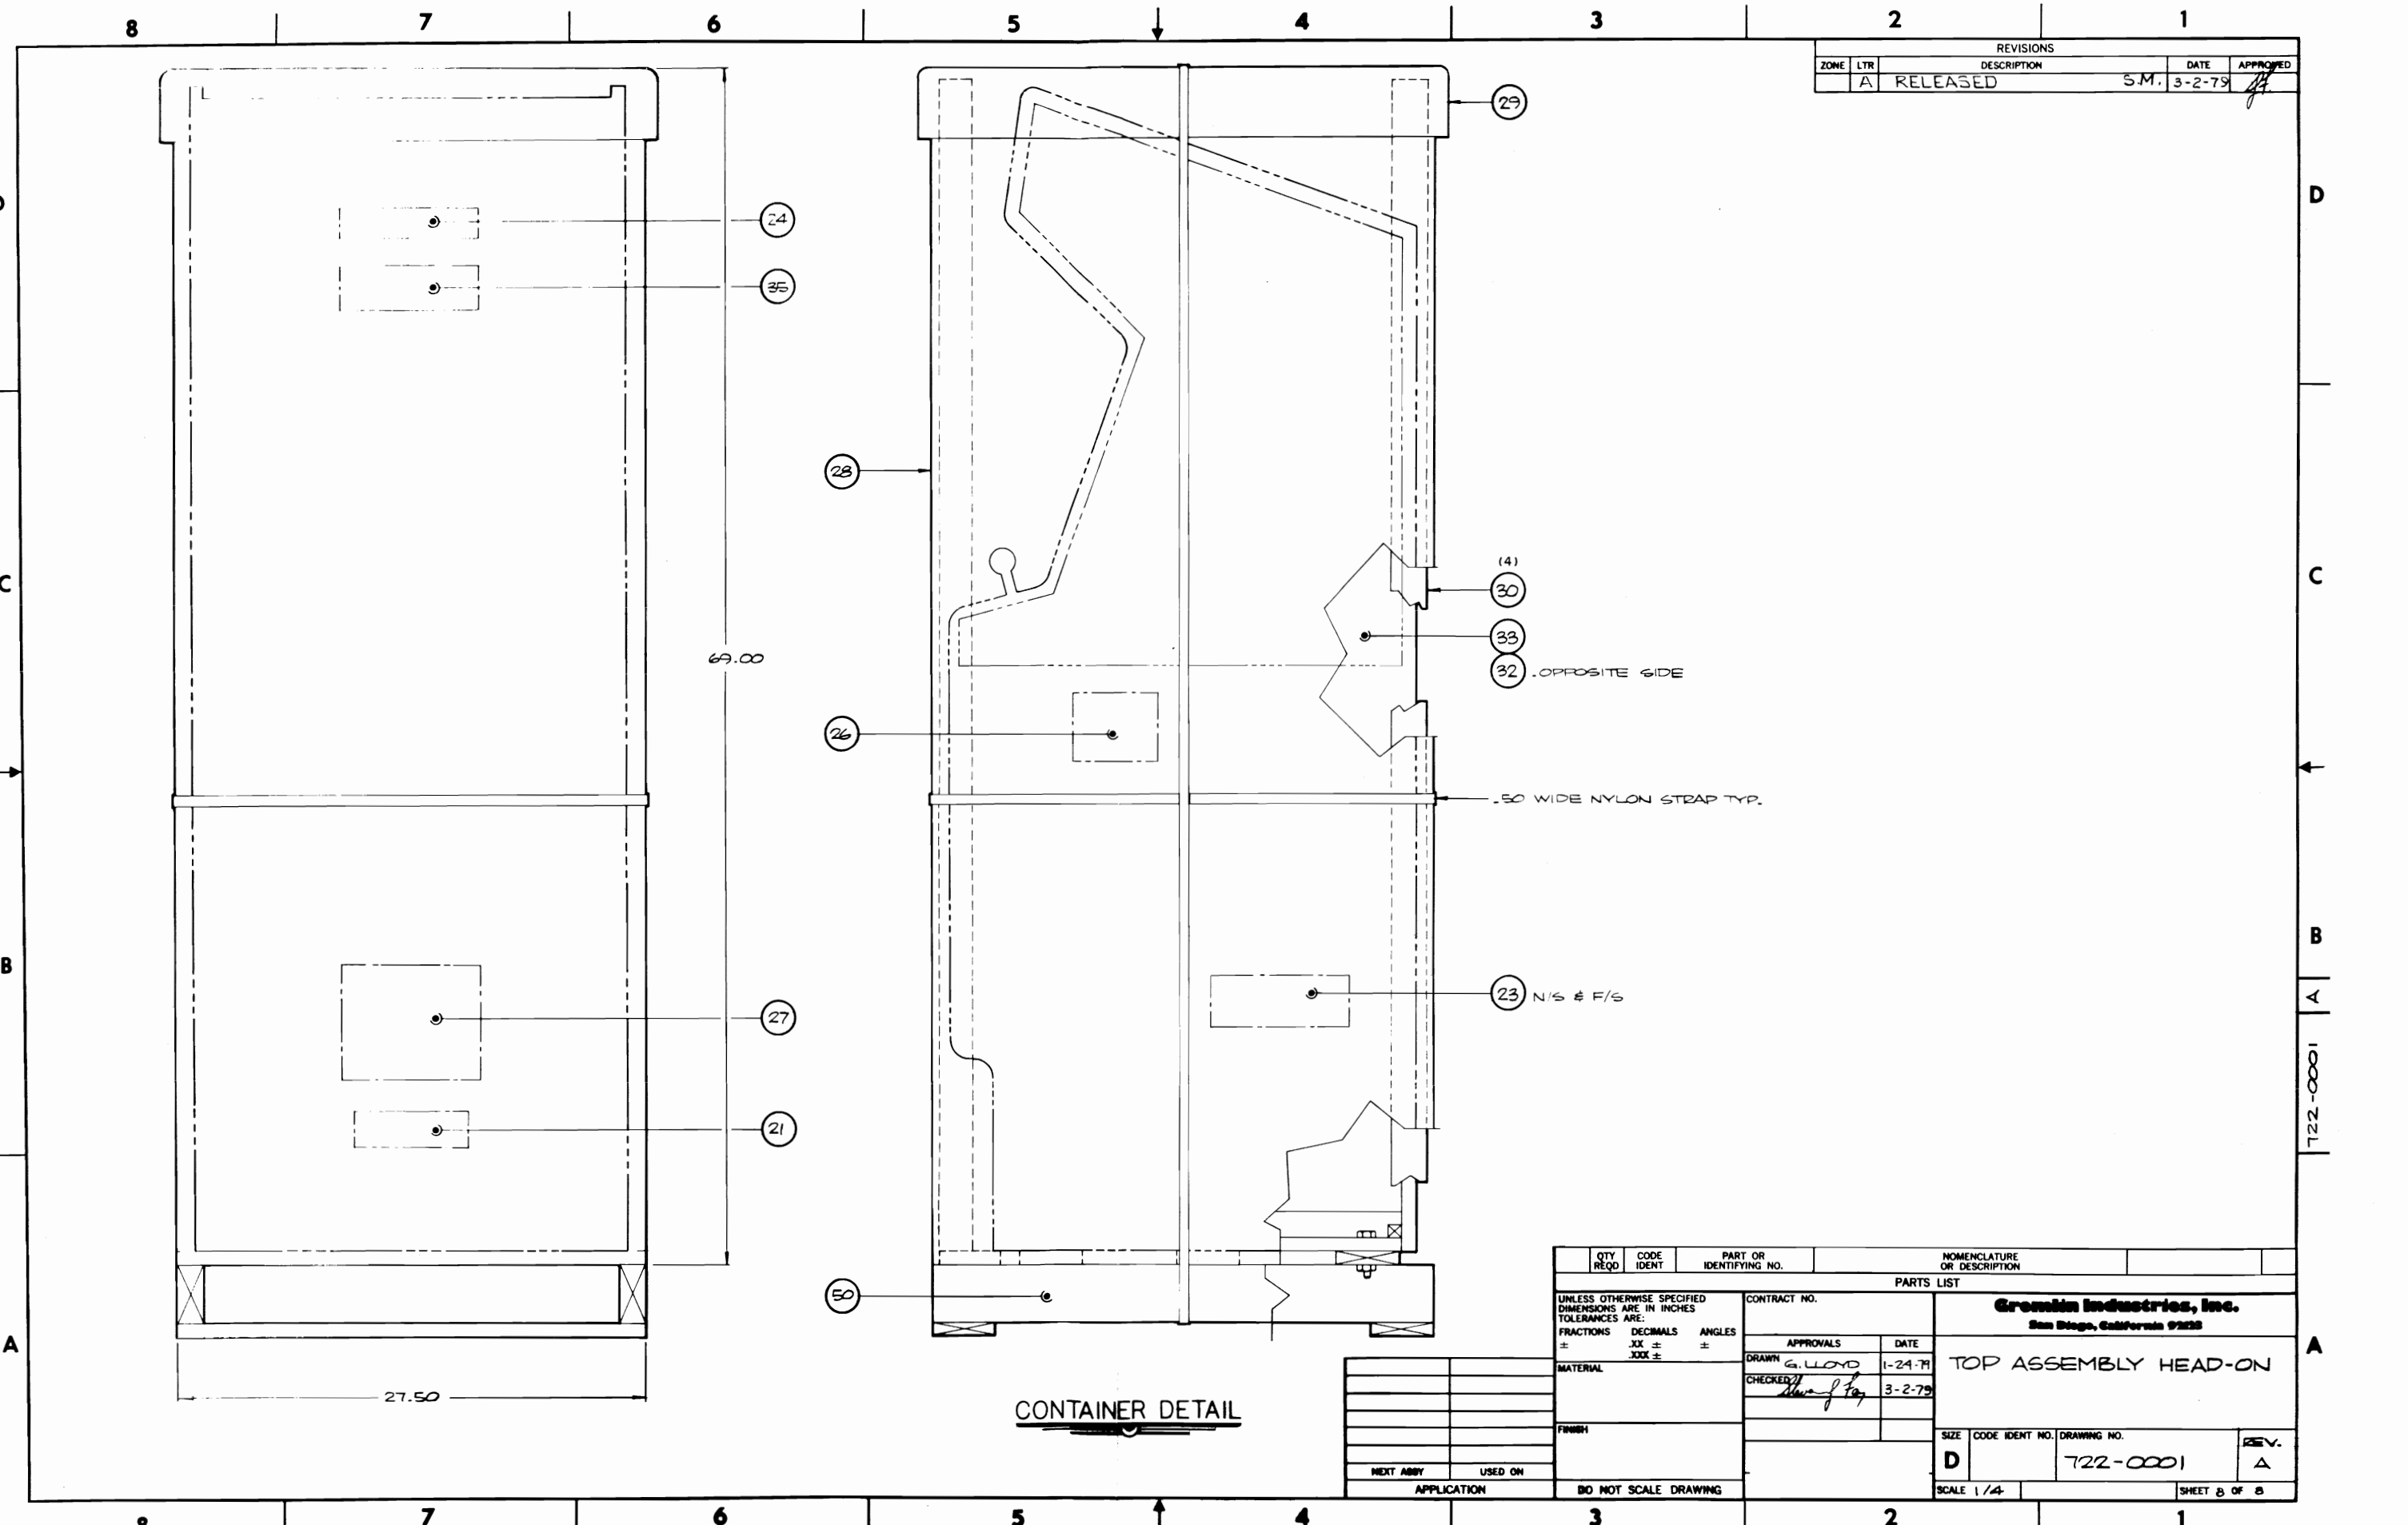 8 7 6 5 4 3 2 1
REVISIONS
ZONE LTR DESCRIPTION DATE APPROVED
A RELEASED S.M. 3-2-79
D
29
24
35
28
C C
(4)
30
33
32 OPPOSITE SIDE
69.00
26
.50 WIDE NYLON STRAP TYP.
B B
23 N/S & F/S
A
722-0001
27
21
50
27.50
CONTAINER DETAIL
A A
QTY REQD CODE IDENT PART OR IDENTIFYING NO. NOMENCLATURE OR DESCRIPTION
PARTS LIST
UNLESS OTHERWISE SPECIFIED
DIMENSIONS ARE IN INCHES
TOLERANCES ARE:
FRACTIONS DECIMALS ANGLES
± .XX ± ±
.XXX ±
MATERIAL
FINISH
DO NOT SCALE DRAWING
CONTRACT NO.
APPROVALS DATE
DRAWN G. LLOYD 1-24-79
CHECKED 3-2-79
Gremlin Industries, Inc.
San Diego, California 92123
TOP ASSEMBLY HEAD-ON
SIZE CODE IDENT NO. DRAWING NO. REV.
D 722-0001 A
SCALE 1/4 SHEET 8 OF 8
NEXT ASSY USED ON
APPLICATION
8 7 6 5 4 3 2 1